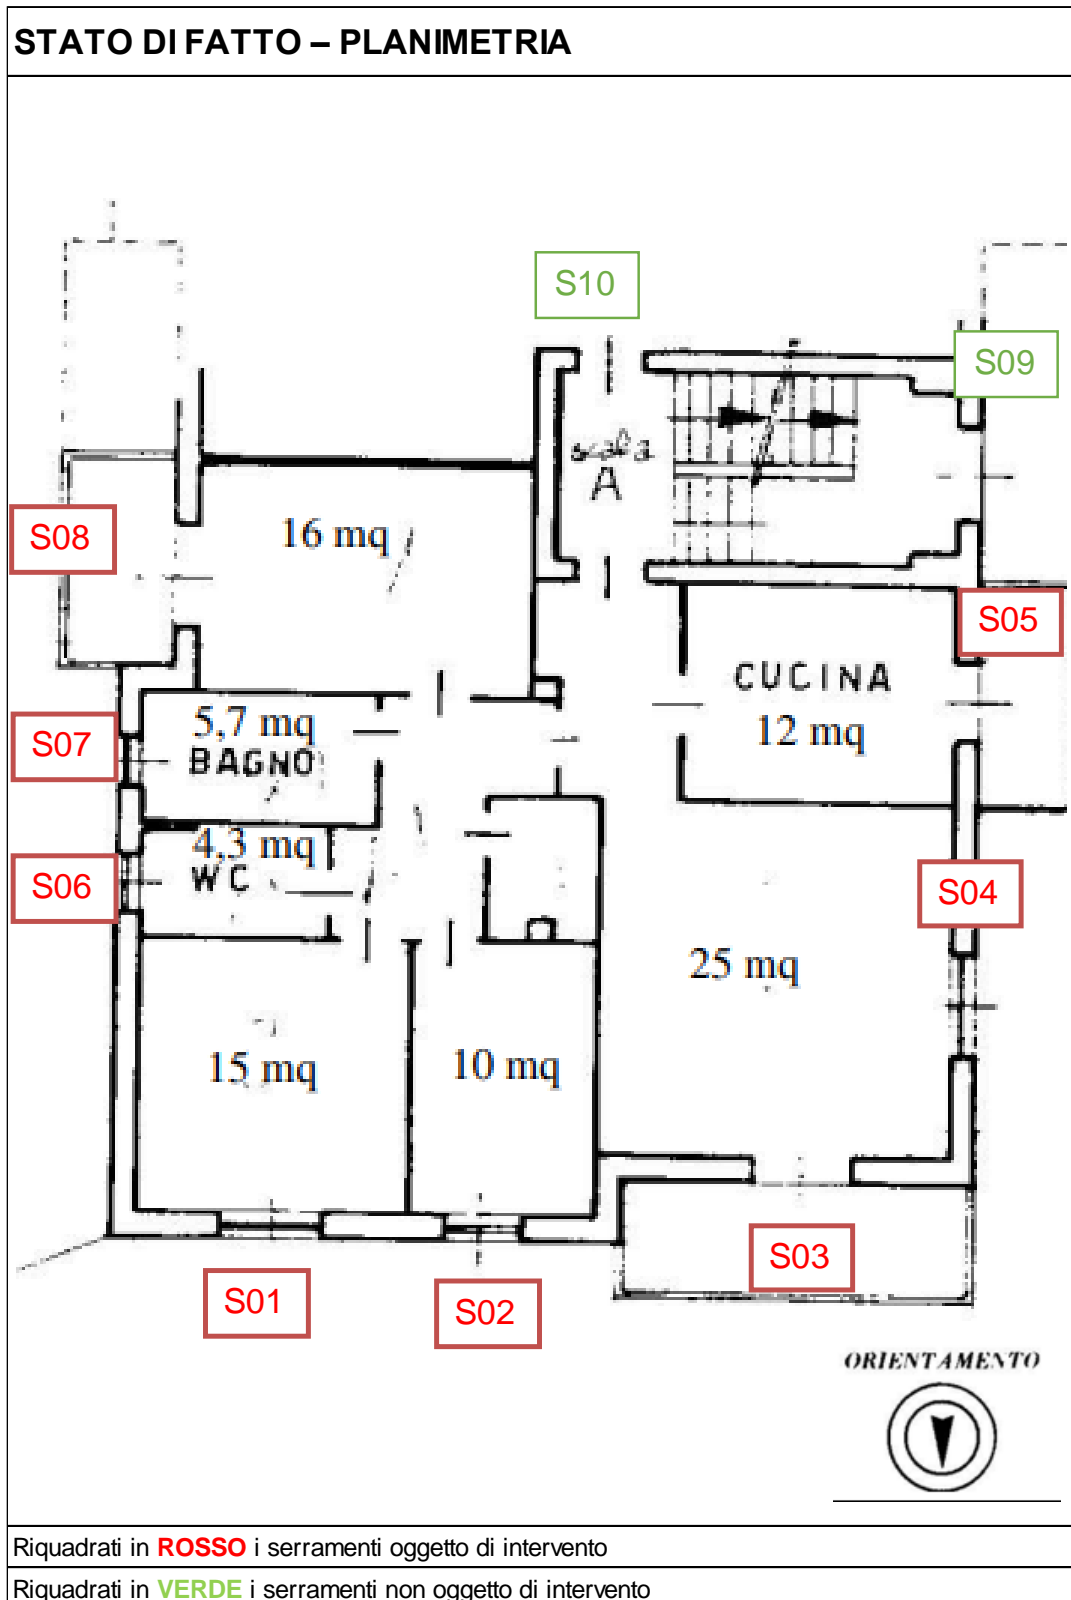 STATO DI FATTO – PLANIMETRIA
S10
S09
scala
A
16 mq
S08
S05
CUCINA
12 mq
5,7 mq
BAGNO
S07
4,3 mq
WC
S06
S04
25 mq
15 mq
10 mq
S03
S01
S02
ORIENTAMENTO
Riquadrati in ROSSO i serramenti oggetto di intervento
Riquadrati in VERDE i serramenti non oggetto di intervento